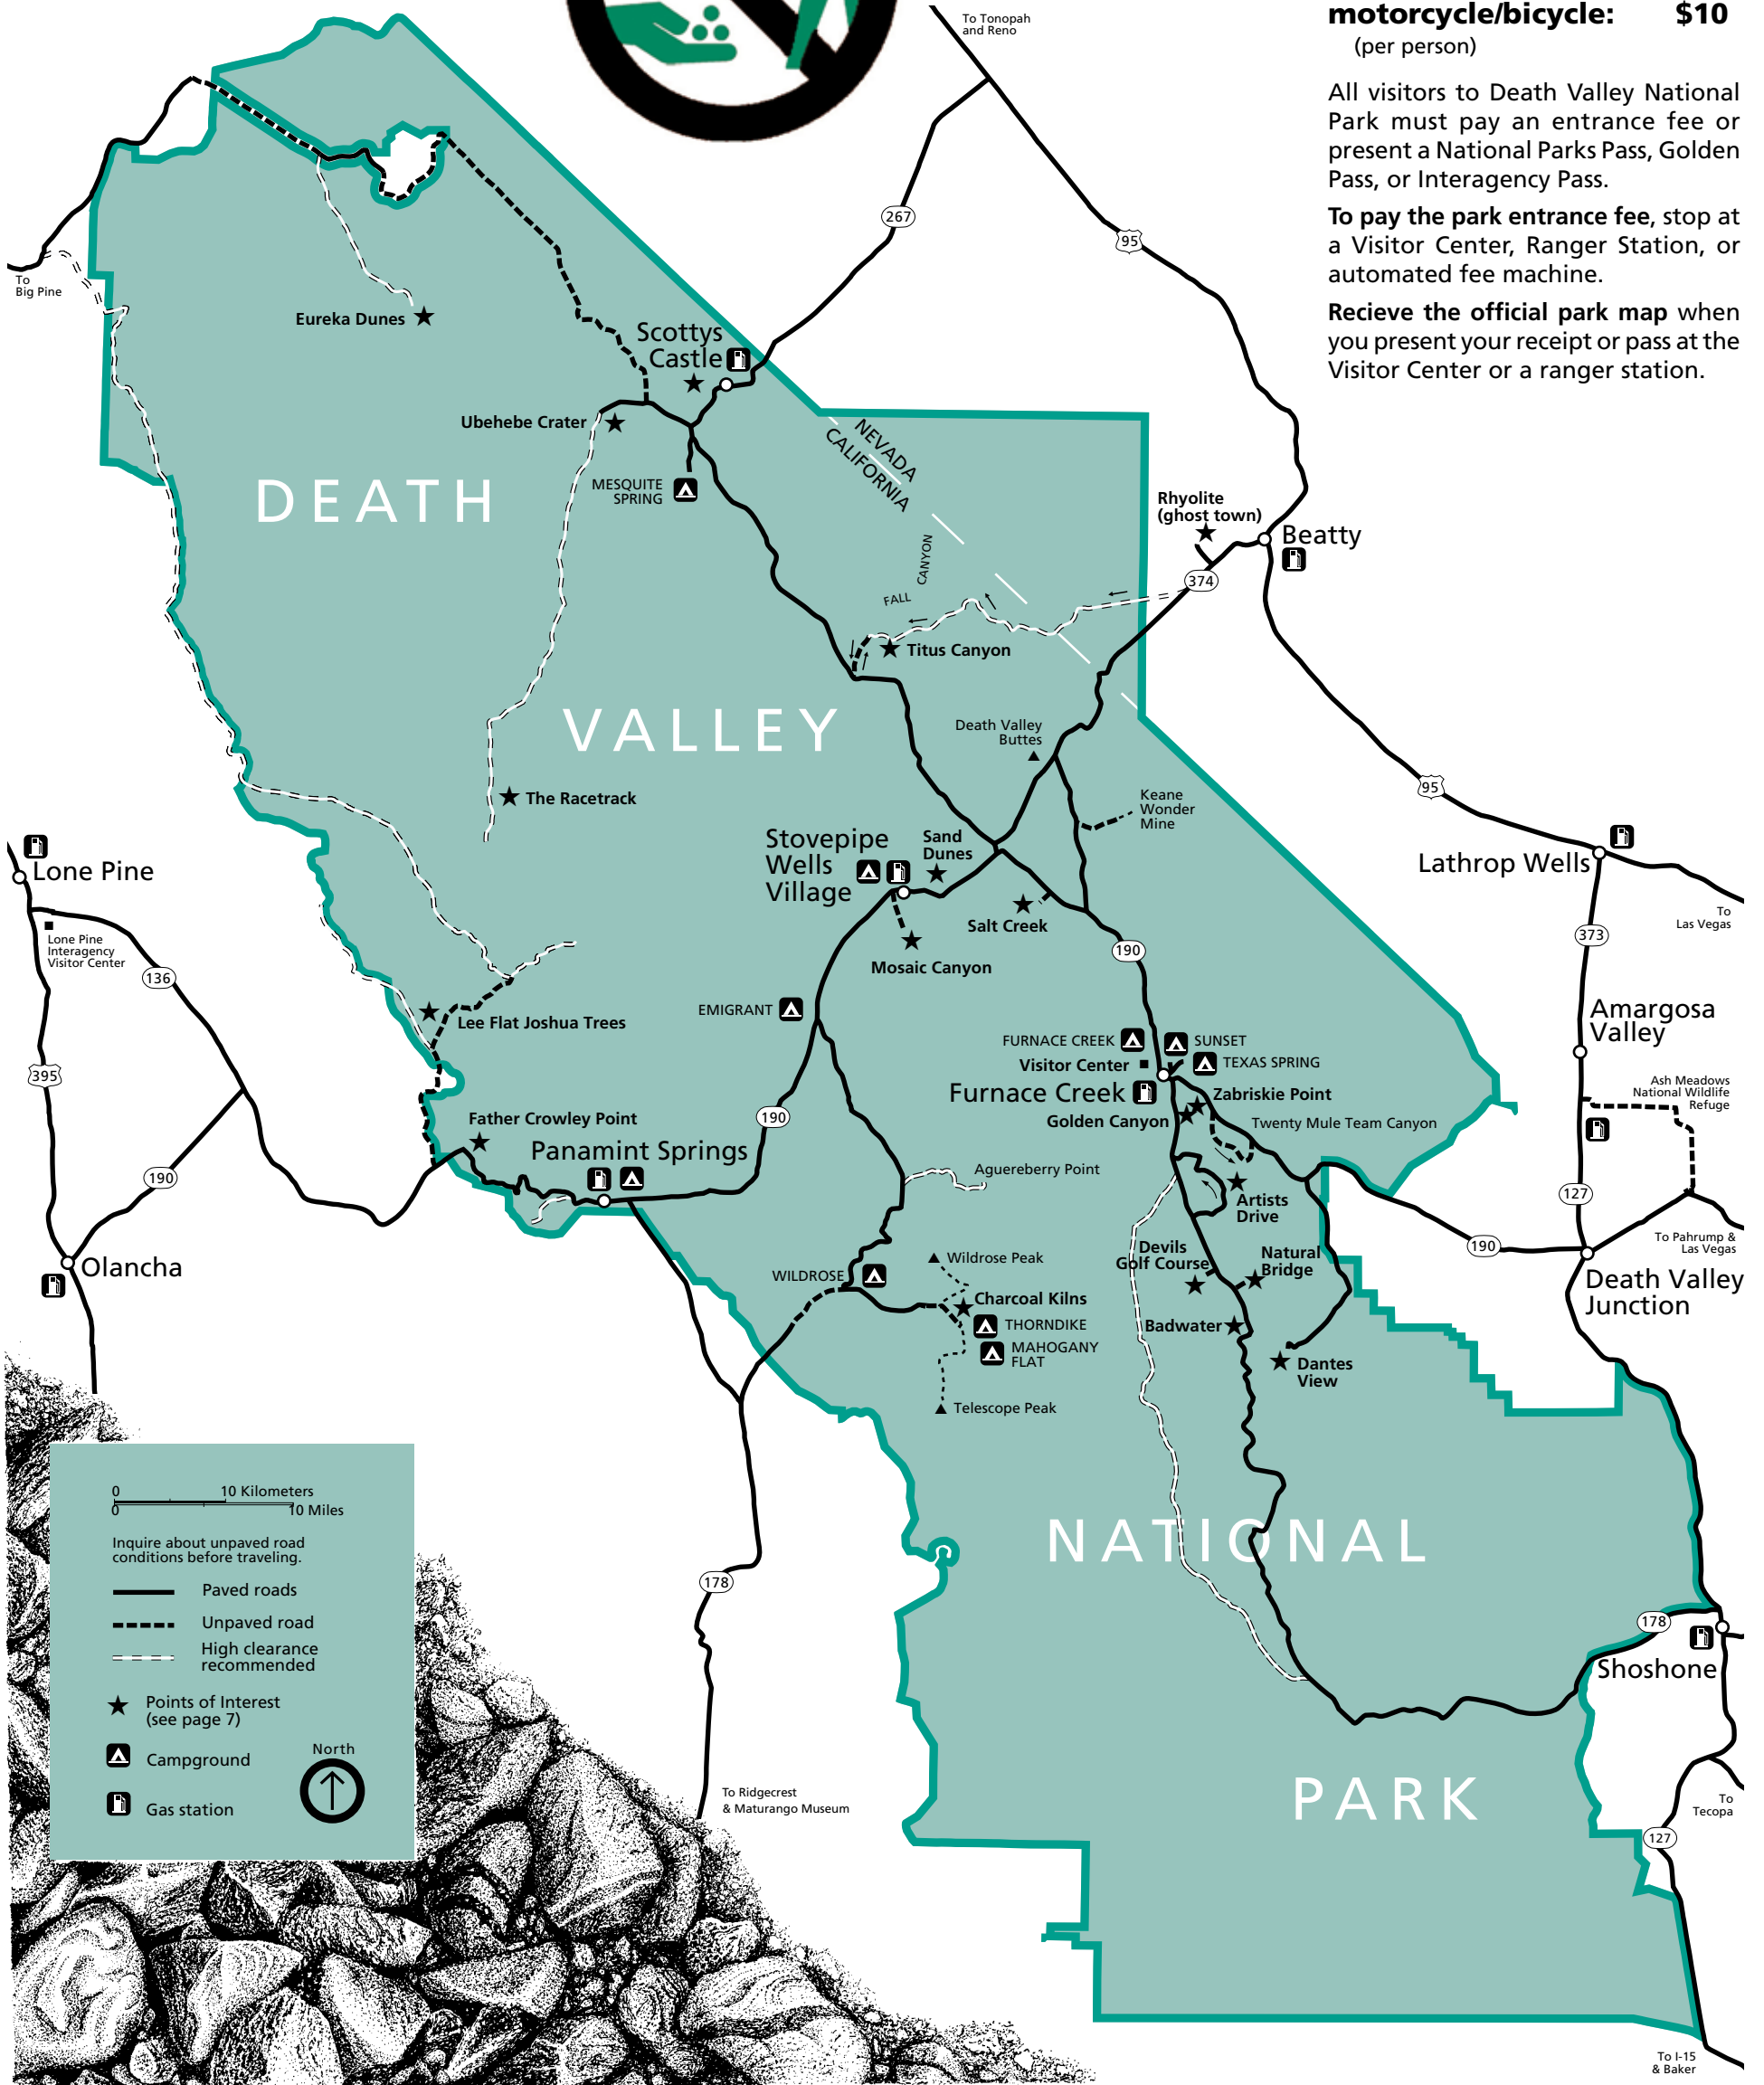 motorcycle/bicycle: $10
(per person)
All visitors to Death Valley National
Park must pay an entrance fee or
present a National Parks Pass, Golden
Pass, or Interagency Pass.
To pay the park entrance fee, stop at
a Visitor Center, Ranger Station, or
automated fee machine.
Recieve the official park map when
you present your receipt or pass at the
Visitor Center or a ranger station.
To Tonopah
and Reno
267
95
To
Big Pine
Eureka Dunes
Scottys
Castle
Ubehebe Crater
NEVADA
CALIFORNIA
DEATH
MESQUITE
SPRING
Rhyolite
(ghost town)
Beatty
374
FALL CANYON
Titus Canyon
VALLEY
Death Valley
Buttes
The Racetrack
Keane
Wonder
Mine
95
Stovepipe
Wells
Village
Sand
Dunes
Lathrop Wells
Lone Pine
To
Las Vegas
Lone Pine
Interagency
Visitor Center
136
Salt Creek
373
190
Mosaic Canyon
EMIGRANT
Lee Flat Joshua Trees
Amargosa
Valley
FURNACE CREEK
SUNSET
Visitor Center
TEXAS SPRING
395
Furnace Creek
Zabriskie Point
Ash Meadows
National Wildlife
Refuge
Golden Canyon
Twenty Mule Team Canyon
Father Crowley Point
190
Panamint Springs
Aguereberry Point
190
Artists
Drive
127
To Pahrump &
Las Vegas
190
Olancha
Wildrose Peak
Devils
Golf Course
Natural
Bridge
WILDROSE
Death Valley
Junction
Charcoal Kilns
THORNDIKE
Badwater
MAHOGANY
FLAT
Dantes
View
Telescope Peak
0 10 Kilometers
0 10 Miles
Inquire about unpaved road
conditions before traveling.
Paved roads
Unpaved road
High clearance
recommended
Points of Interest
(see page 7)
Campground
North
Gas station
NATIONAL
178
178
Shoshone
PARK
To Ridgecrest
& Maturango Museum
To
Tecopa
127
To I-15
& Baker